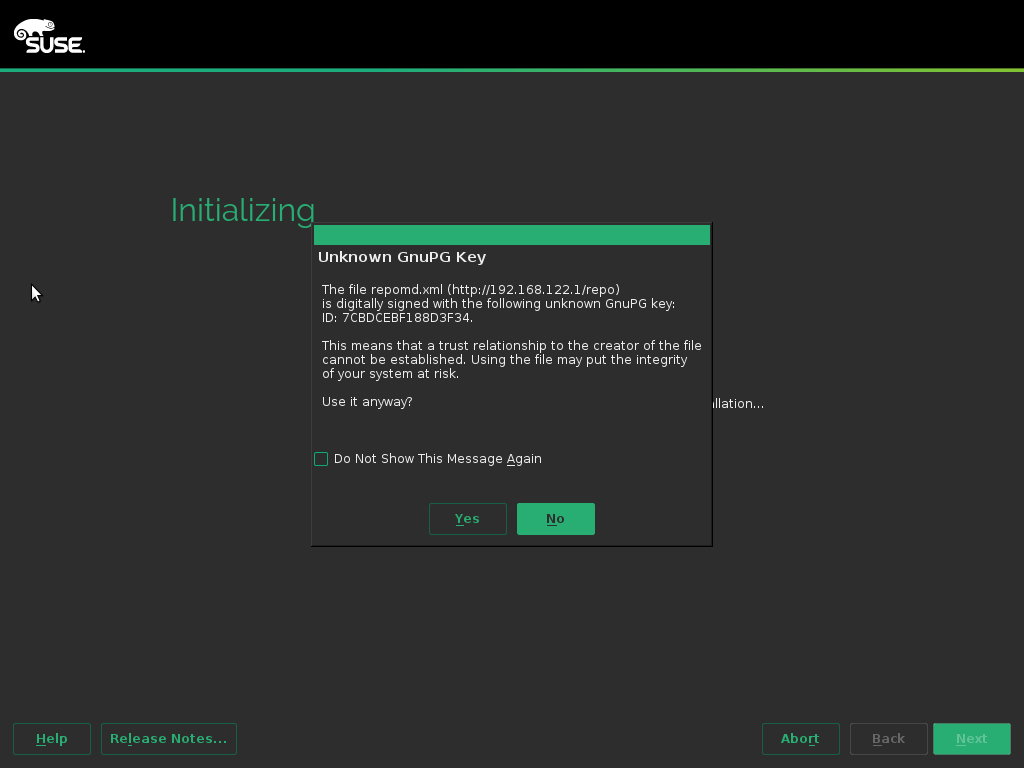 SUSE.
Initializing
Unknown GnuPG Key
The file repomd.xml (http://192.168.122.1/repo)
is digitally signed with the following unknown GnuPG key:
ID: 7CBDCEBF188D3F34.
This means that a trust relationship to the creator of the file
cannot be established. Using the file may put the integrity
of your system at risk.
Use it anyway?
llation...
Do Not Show This Message Again
Yes
No
Help
Release Notes...
Abort
Back
Next